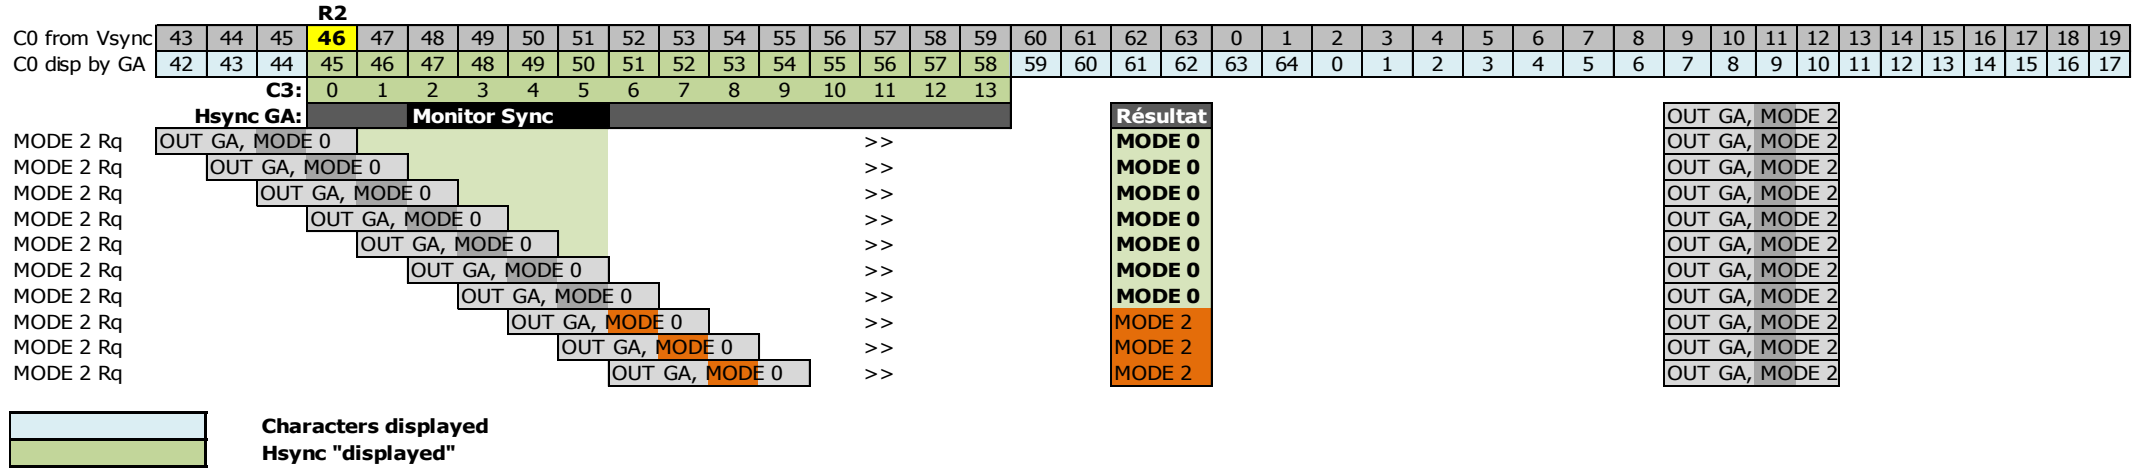 R2
C0 from Vsync 43 44 45 46 47 48 49 50 51 52 53 54 55 56 57 58 59 60 61 62 63 0 1 2 3 4 5 6 7 8 9 10 11 12 13 14 15 16 17 18 19
C0 disp by GA 42 43 44 45 46 47 48 49 50 51 52 53 54 55 56 57 58 59 60 61 62 63 64 0 1 2 3 4 5 6 7 8 9 10 11 12 13 14 15 16 17
C3: 0 1 2 3 4 5 6 7 8 9 10 11 12 13
Hsync GA: Monitor Sync Résultat OUT GA, MODE 2
MODE 2 Rq OUT GA, MODE 0 >> MODE 0 OUT GA, MODE 2
MODE 2 Rq OUT GA, MODE 0 >> MODE 0 OUT GA, MODE 2
MODE 2 Rq OUT GA, MODE 0 >> MODE 0 OUT GA, MODE 2
MODE 2 Rq OUT GA, MODE 0 >> MODE 0 OUT GA, MODE 2
MODE 2 Rq OUT GA, MODE 0 >> MODE 0 OUT GA, MODE 2
MODE 2 Rq OUT GA, MODE 0 >> MODE 0 OUT GA, MODE 2
MODE 2 Rq OUT GA, MODE 0 >> MODE 0 OUT GA, MODE 2
MODE 2 Rq OUT GA, MODE 0 >> MODE 2 OUT GA, MODE 2
MODE 2 Rq OUT GA, MODE 0 >> MODE 2 OUT GA, MODE 2
MODE 2 Rq OUT GA, MODE 0 >> MODE 2 OUT GA, MODE 2
Characters displayed
Hsync "displayed"